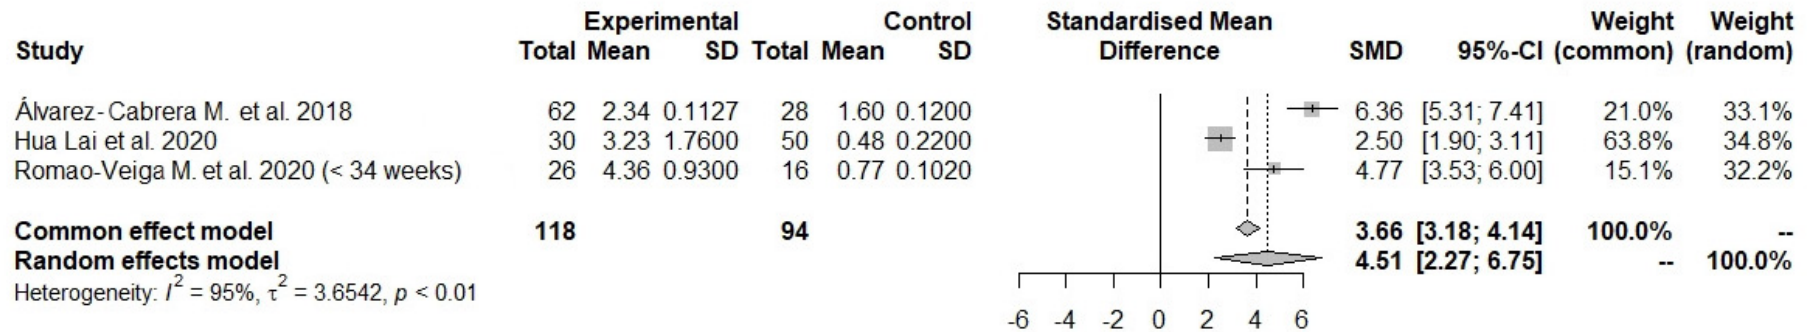 Experimental Control Standardised Mean Weight Weight
Study Total Mean SD Total Mean SD Difference SMD 95%-CI (common) (random)
Álvarez-Cabrera M. et al. 2018 62 2.34 0.1127 28 1.60 0.1200 6.36 [5.31; 7.41] 21.0% 33.1%
Hua Lai et al. 2020 30 3.23 1.7600 50 0.48 0.2200 2.50 [1.90; 3.11] 63.8% 34.8%
Romao-Veiga M. et al. 2020 (< 34 weeks) 26 4.36 0.9300 16 0.77 0.1020 4.77 [3.53; 6.00] 15.1% 32.2%
Common effect model 118 94 3.66 [3.18; 4.14] 100.0% --
Random effects model 4.51 [2.27; 6.75] -- 100.0%
Heterogeneity: I² = 95%, τ² = 3.6542, p < 0.01
-6 -4 -2 0 2 4 6